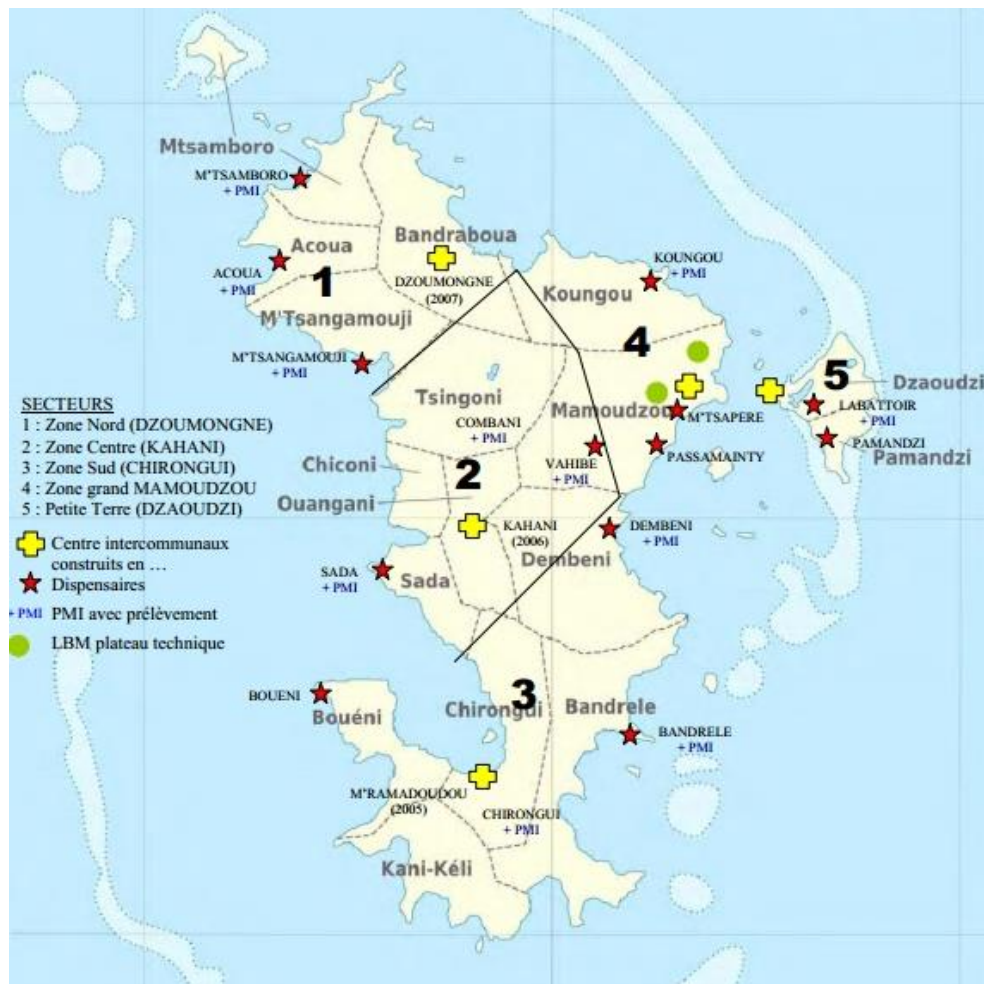 Mtsamboro
M'TSAMBORO
+ PMI
Acoua
ACOUA
+ PMI
1
Bandraboua
DZOUMONGNE
(2007)
M'Tsangamouji
M'TSANGAMOUJI
+ PMI
KOUNGOU
+ PMI
Koungou
4
5
Dzaoudzi
LABATTOIR
+ PMI
PAMANDZI
Pamandzi
Mamoudzou
M'TSAPERE
PASSAMAINTY
VAHIBE
+ PMI
Tsingoni
COMBANI
+ PMI
Chiconi
2
Ouangani
KAHANI
(2006)
DEMBENI
+ PMI
Dembeni
SADA
+ PMI
Sada
SECTEURS
1 : Zone Nord (DZOUMONGNE)
2 : Zone Centre (KAHANI)
3 : Zone Sud (CHIRONGUI)
4 : Zone grand MAMOUDZOU
5 : Petite Terre (DZAOUDZI)
Centre intercommunaux
construits en ...
Dispensaires
+ PMI PMI avec prélèvement
LBM plateau technique
BOUENI
Bouéni
3
Chirongui
Bandrele
BANDRELE
+ PMI
M'RAMADOUDOU
(2005)
CHIRONGUI
+ PMI
Kani-Kéli